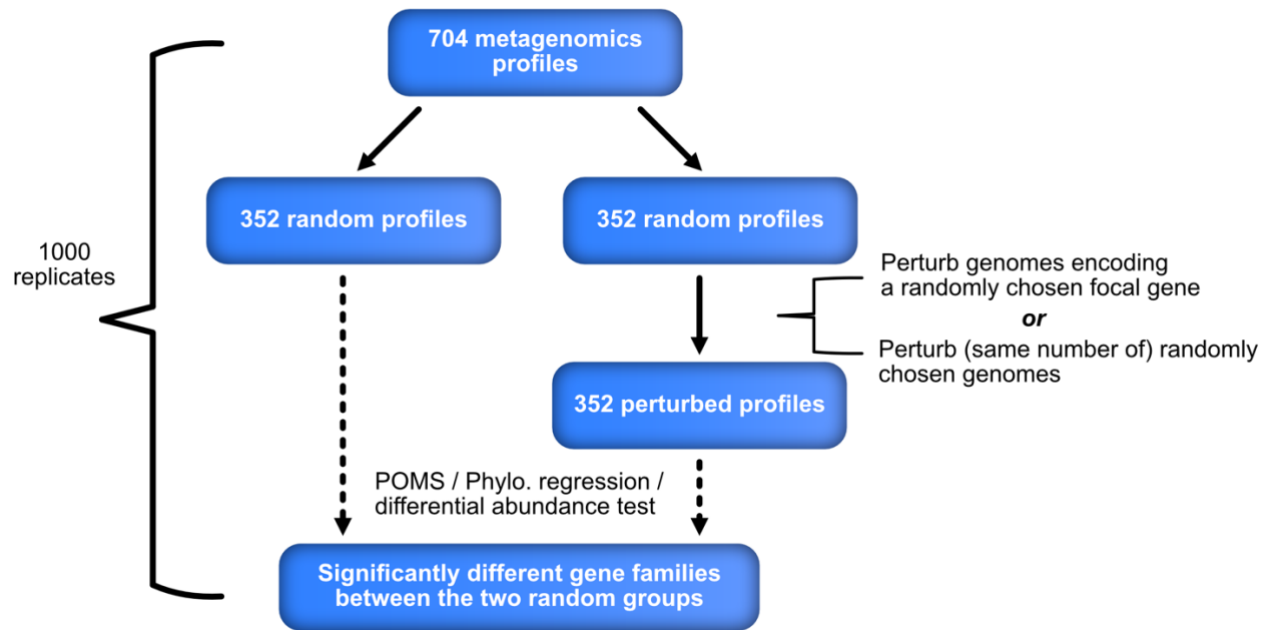 704 metagenomics
profiles
352 random profiles
352 random profiles
1000
replicates
Perturb genomes encoding
a randomly chosen focal gene
or
Perturb (same number of) randomly
chosen genomes
352 perturbed profiles
POMS / Phylo. regression /
differential abundance test
Significantly different gene families
between the two random groups